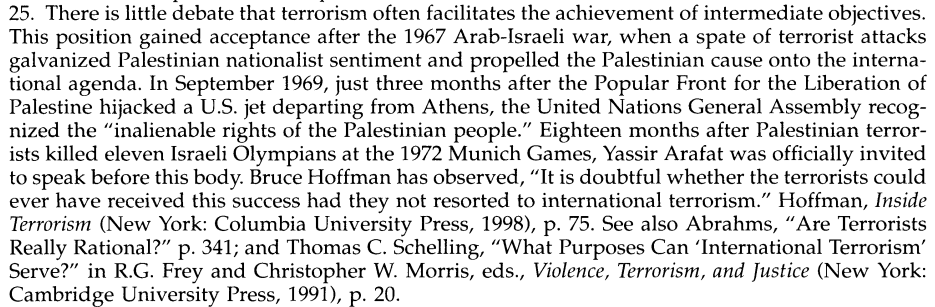 25. There is little debate that terrorism often facilitates the achievement of intermediate objectives.
This position gained acceptance after the 1967 Arab-Israeli war, when a spate of terrorist attacks
galvanized Palestinian nationalist sentiment and propelled the Palestinian cause onto the interna-
tional agenda. In September 1969, just three months after the Popular Front for the Liberation of
Palestine hijacked a U.S. jet departing from Athens, the United Nations General Assembly recog-
nized the “inalienable rights of the Palestinian people.” Eighteen months after Palestinian terror-
ists killed eleven Israeli Olympians at the 1972 Munich Games, Yassir Arafat was officially invited
to speak before this body. Bruce Hoffman has observed, “It is doubtful whether the terrorists could
ever have received this success had they not resorted to international terrorism.” Hoffman, Inside
Terrorism (New York: Columbia University Press, 1998), p. 75. See also Abrahms, “Are Terrorists
Really Rational?” p. 341; and Thomas C. Schelling, “What Purposes Can ‘International Terrorism’
Serve?” in R.G. Frey and Christopher W. Morris, eds., Violence, Terrorism, and Justice (New York:
Cambridge University Press, 1991), p. 20.